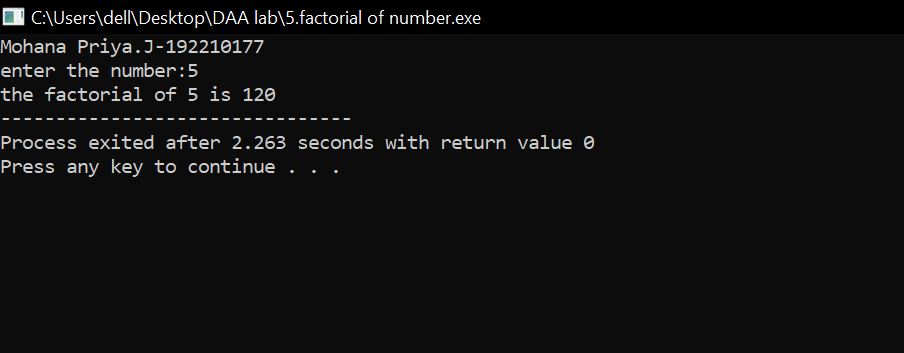 C:\Users\dell\Desktop\DAA lab\5.factorial of number.exe
Mohana Priya.J-192210177
enter the number:5
the factorial of 5 is 120
--------------------------------
Process exited after 2.263 seconds with return value 0
Press any key to continue . . .